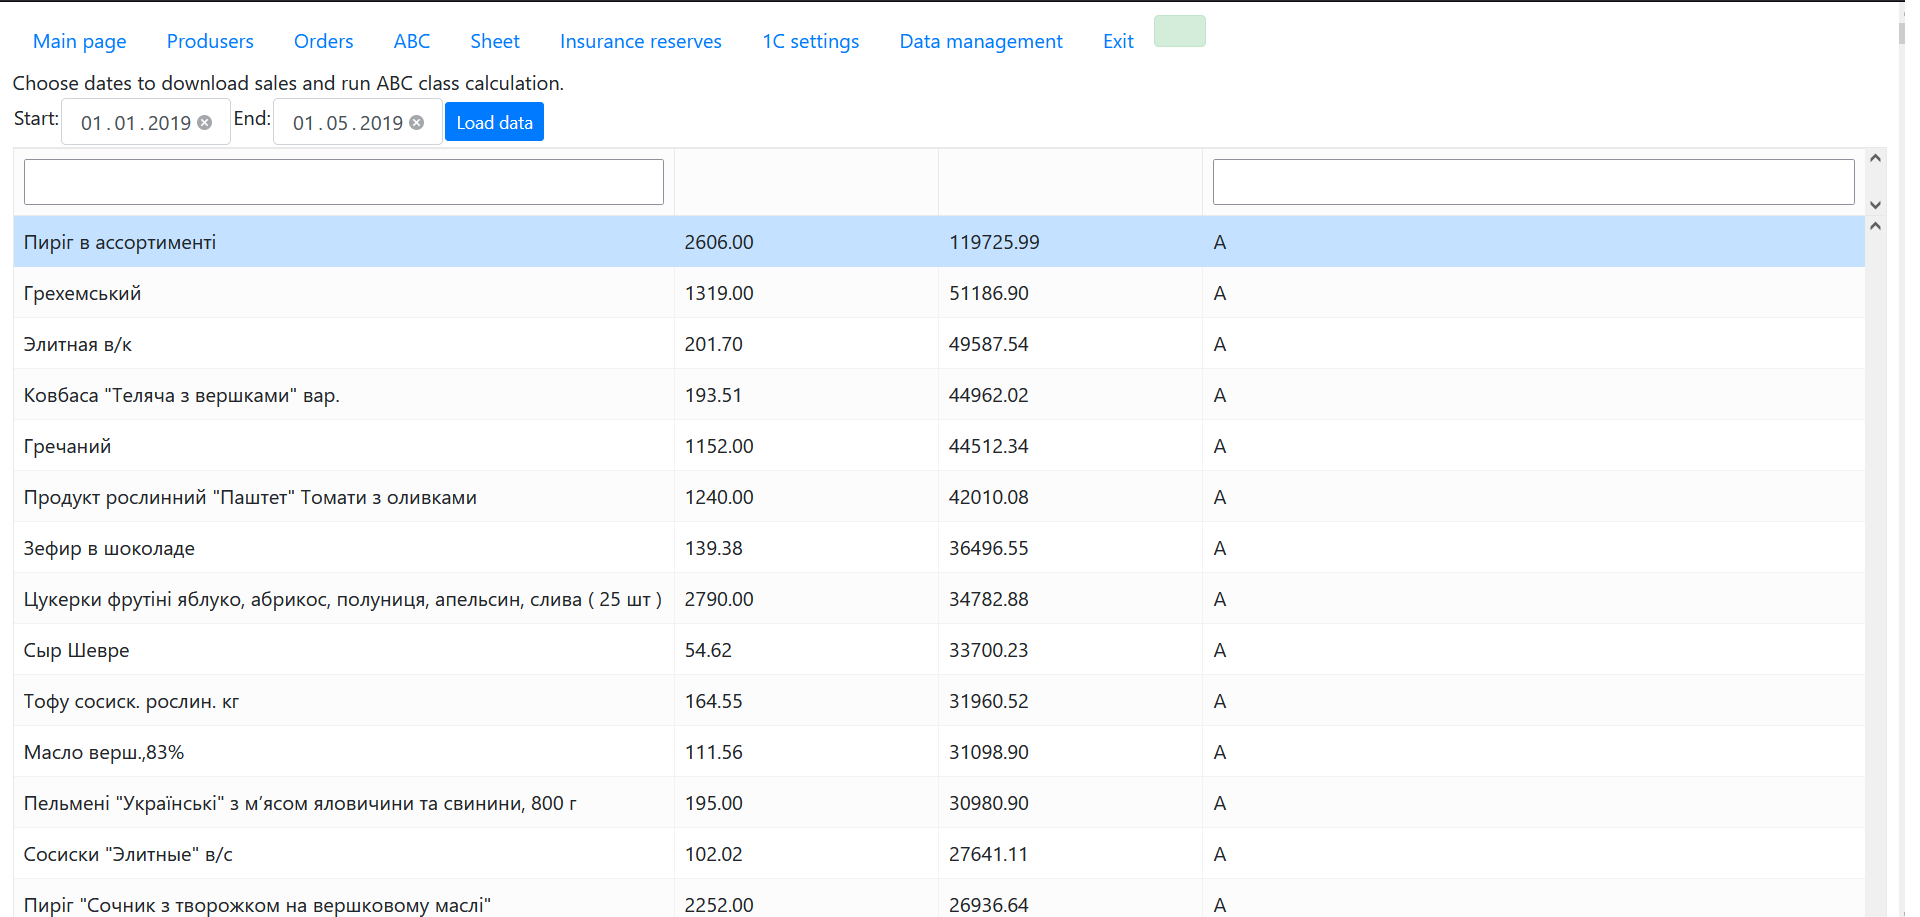 Main page Produsers Orders ABC Sheet Insurance reserves 1C settings Data management Exit
Choose dates to download sales and run ABC class calculation.
Start: 01.01.2019 End: 01.05.2019 Load data
Пиріг в ассортименті 2606.00 119725.99 A
Грехемський 1319.00 51186.90 A
Элитная в/к 201.70 49587.54 A
Ковбаса "Теляча з вершками" вар. 193.51 44962.02 A
Гречаний 1152.00 44512.34 A
Продукт рослинний "Паштет" Томати з оливками 1240.00 42010.08 A
Зефир в шоколаде 139.38 36496.55 A
Цукерки фрутіні яблуко, абрикос, полуниця, апельсин, слива ( 25 шт ) 2790.00 34782.88 A
Сыр Шевре 54.62 33700.23 A
Тофу сосиск. рослин. кг 164.55 31960.52 A
Масло верш.,83% 111.56 31098.90 A
Пельмені "Українські" з м’ясом яловичини та свинини, 800 г 195.00 30980.90 A
Сосиски "Элитные" в/с 102.02 27641.11 A
Пиріг "Сочник з творожком на вершковому маслі" 2252.00 26936.64 A